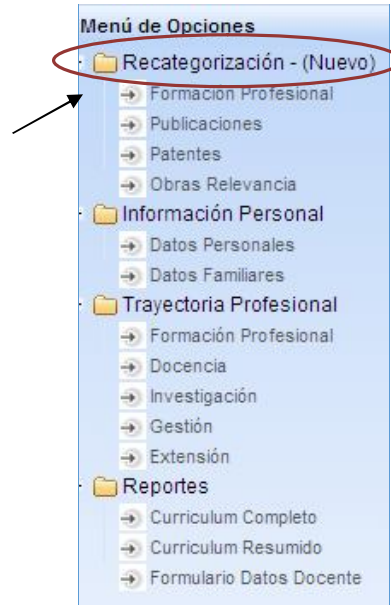 Menú de Opciones
Recategorización - (Nuevo)
Formación Profesional
Publicaciones
Patentes
Obras Relevancia
Información Personal
Datos Personales
Datos Familiares
Trayectoria Profesional
Formación Profesional
Docencia
Investigación
Gestión
Extensión
Reportes
Curriculum Completo
Curriculum Resumido
Formulario Datos Docente